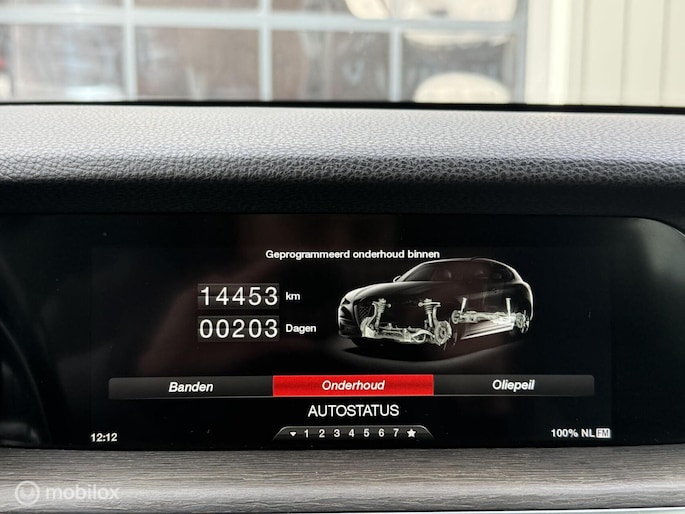 Geprogrammeerd onderhoud binnen
14453 km
00203 Dagen
Banden Onderhoud Oliepeil
AUTOSTATUS
12:12 1 2 3 4 5 6 7 100% NL FM
mobilox